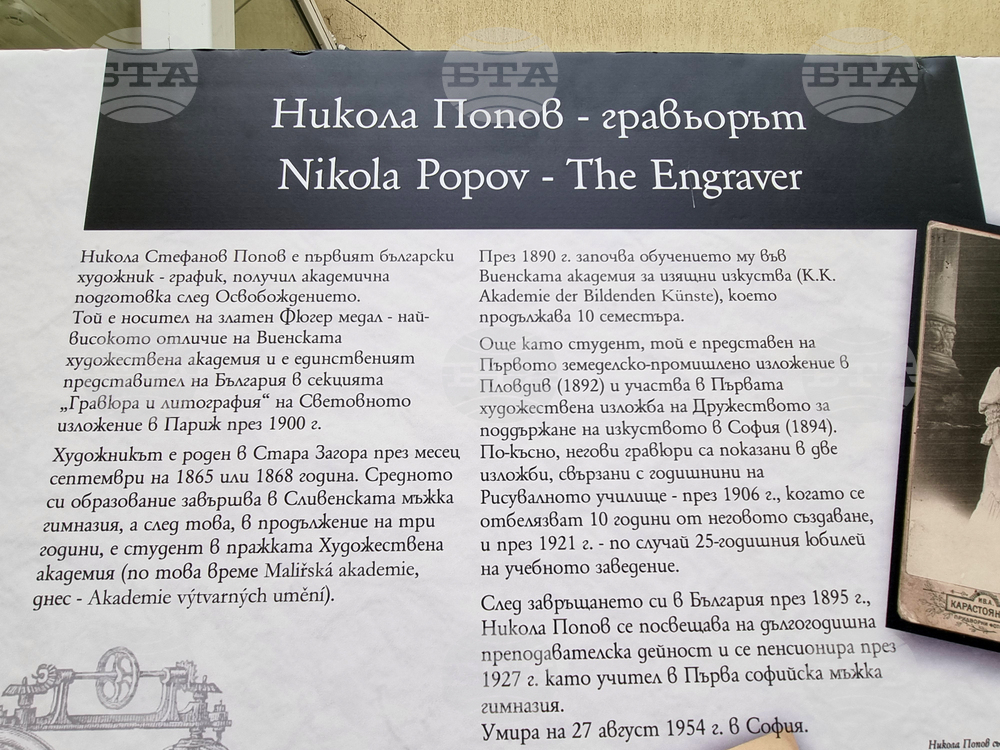 БТА БТА БТА
Никола Попов - гравьорът
Nikola Popov - The Engraver
Никола Стефанов Попов е първият български
художник - график, получил академична
подготовка след Освобождението.
Той е носител на златен Фюгер медал - най-
високото отличие на Виенската
художествена академия и е единственият
представител на България в секцията
„Гравюра и литография“ на Световното
изложение в Париж през 1900 г.
Художникът е роден в Стара Загора през месец
септември на 1865 или 1868 година. Средното
си образование завършва в Сливенската мъжка
гимназия, а след това, в продължение на три
години, е студент в пражката Художествена
академия (по това време Maliřská akademie,
днес - Akademie výtvarných umění).
През 1890 г. започва обучението му във
Виенската академия за изящни изкуства (K.K.
Akademie der Bildenden Künste), което
продължава 10 семестъра.
Още като студент, той е представен на
Първото земеделско-промишлено изложение в
Пловдив (1892) и участва в Първата
художествена изложба на Дружеството за
поддържане на изкуството в София (1894).
По-късно, негови гравюри са показани в две
изложби, свързани с годишнини на
Рисувалното училище - през 1906 г., когато се
отбелязват 10 години от неговото създаване,
и през 1921 г. - по случай 25-годишния юбилей
на учебното заведение.
След завръщането си в България през 1895 г.,
Никола Попов се посвещава на дългогодишна
преподавателска дейност и се пенсионира през
1927 г. като учител в Първа софийска мъжка
гимназия.
Умира на 27 август 1954 г. в София.
ИВ. А.
КАРАСТОЯН
ПРИДВОРНИ
Никола Попов